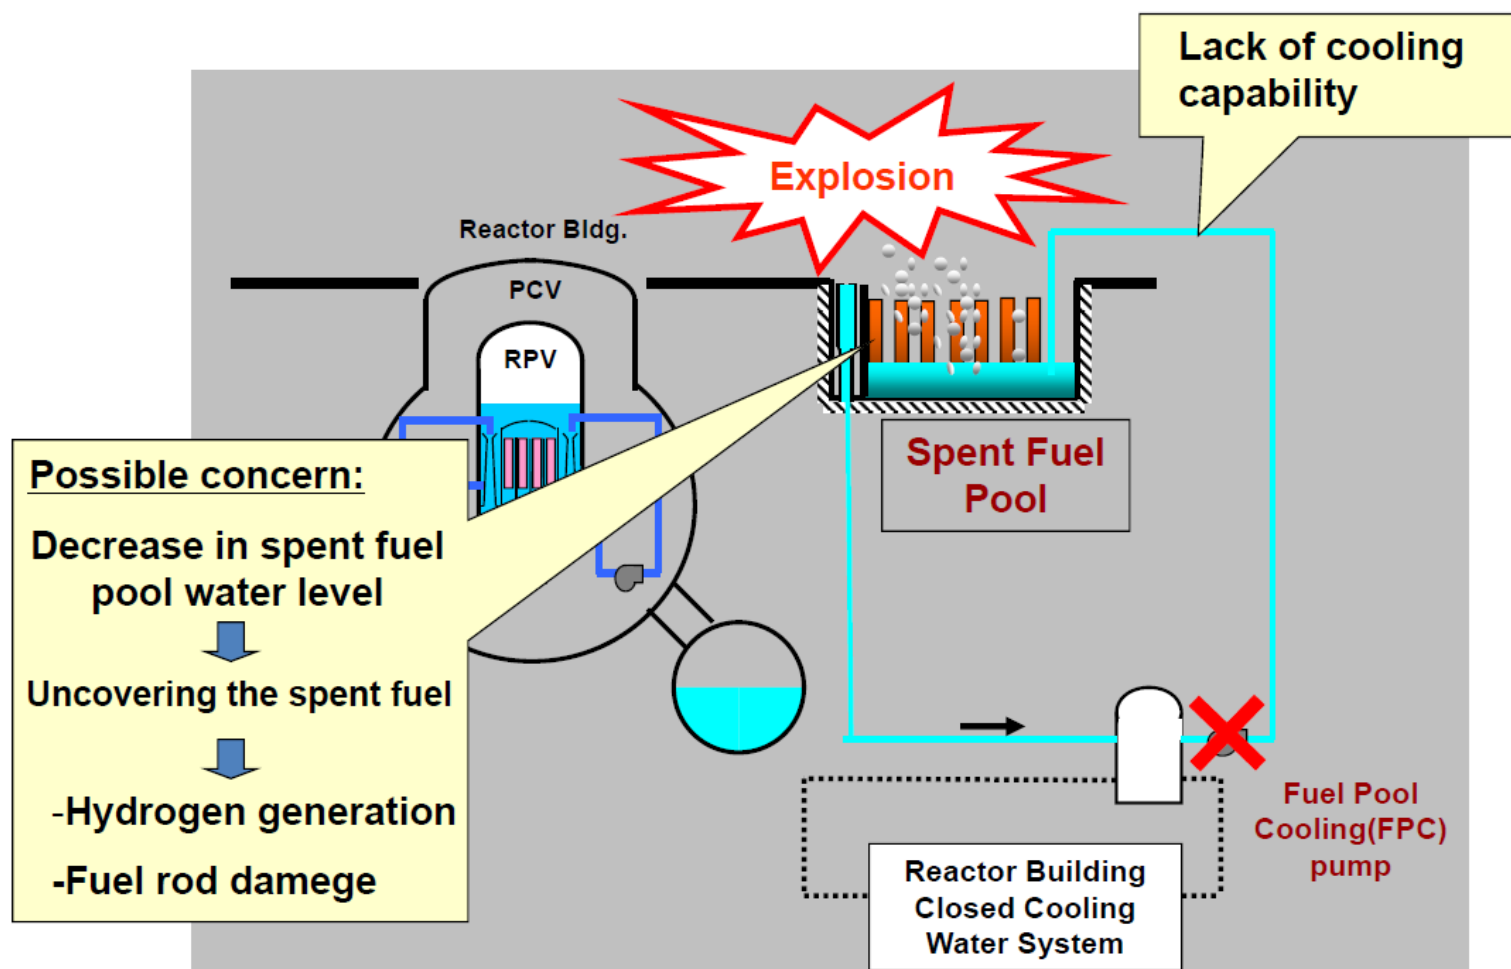 Lack of cooling
capability
Explosion
Reactor Bldg.
PCV
RPV
Possible concern:
Decrease in spent fuel
pool water level
Uncovering the spent fuel
-Hydrogen generation
-Fuel rod damege
Spent Fuel
Pool
Fuel Pool
Cooling(FPC)
pump
Reactor Building
Closed Cooling
Water System